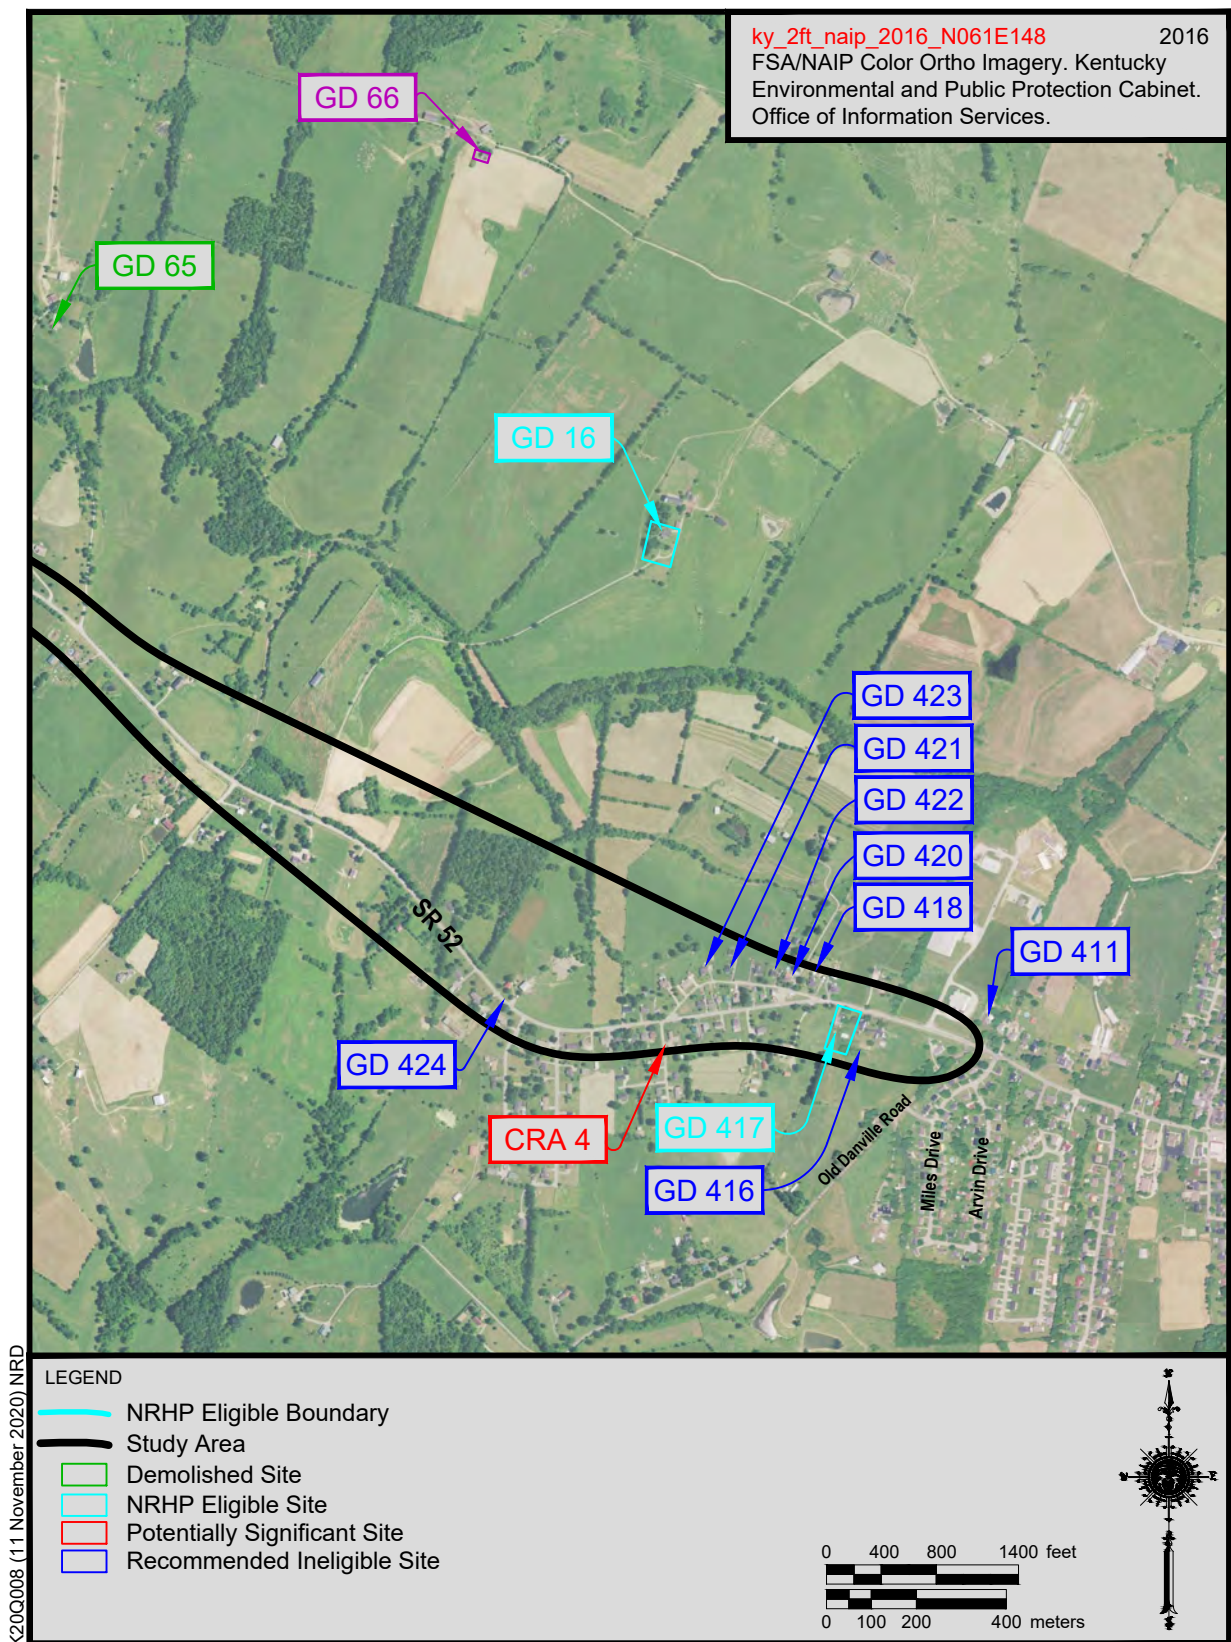 ky_2ft_naip_2016_N061E148 2016
FSA/NAIP Color Ortho Imagery. Kentucky
Environmental and Public Protection Cabinet.
Office of Information Services.
GD 66
GD 65
GD 16
GD 423
GD 421
GD 422
GD 420
GD 418
GD 411
SR 52
GD 424
CRA 4
GD 417
GD 416
Old Danville Road
Miles Drive
Arvin Drive
K20Q008 (11 November 2020) NRD
LEGEND
NRHP Eligible Boundary
Study Area
Demolished Site
NRHP Eligible Site
Potentially Significant Site
Recommended Ineligible Site
0 400 800 1400 feet
0 100 200 400 meters